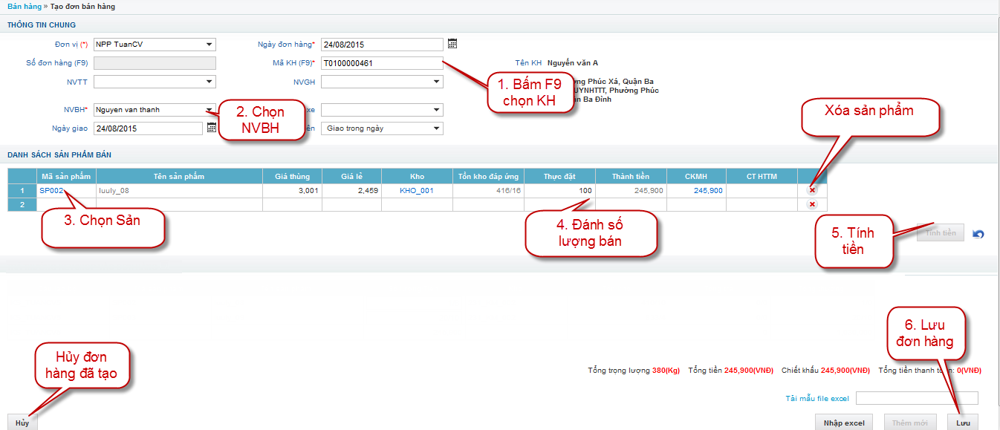 Bán hàng » Tạo đơn bán hàng
THÔNG TIN CHUNG
Đơn vị (*) NPP TuanCV Ngày đơn hàng* 24/08/2015
Số đơn hàng (F9) Mã KH (F9)* T0100000461 Tên KH Nguyễn văn A
NVTT NVGH Phúc Xá, Quận Ba
1. Bấm F9
chọn KH
Phường Phúc
Ba Đình
NVBH* Nguyen van thanh xe
2. Chọn
NVBH
Ngày giao 24/08/2015 Giao trong ngày
Xóa sản phẩm
DANH SÁCH SẢN PHẨM BÁN
Mã sản phẩm Tên sản phẩm Giá thùng Giá lẻ Kho Tồn kho đáp ứng Thực đặt Thành tiền CKMH CT HTTM
1 SP002 luuly_08 3,001 2,459 KHO_001 416/16 100 245,900 245,900
2
3. Chọn Sản
4. Đánh số
lượng bán
5. Tính
tiền
Tính tiền
6. Lưu
đơn hàng
Hủy đơn
hàng đã tạo
Tổng trọng lượng 380(Kg) Tổng tiền 245,900(VNĐ) Chiết khấu 245,900(VNĐ) Tổng tiền thanh toán: 0(VNĐ)
Tải mẫu file excel
Hủy Nhập excel Thêm mới Lưu